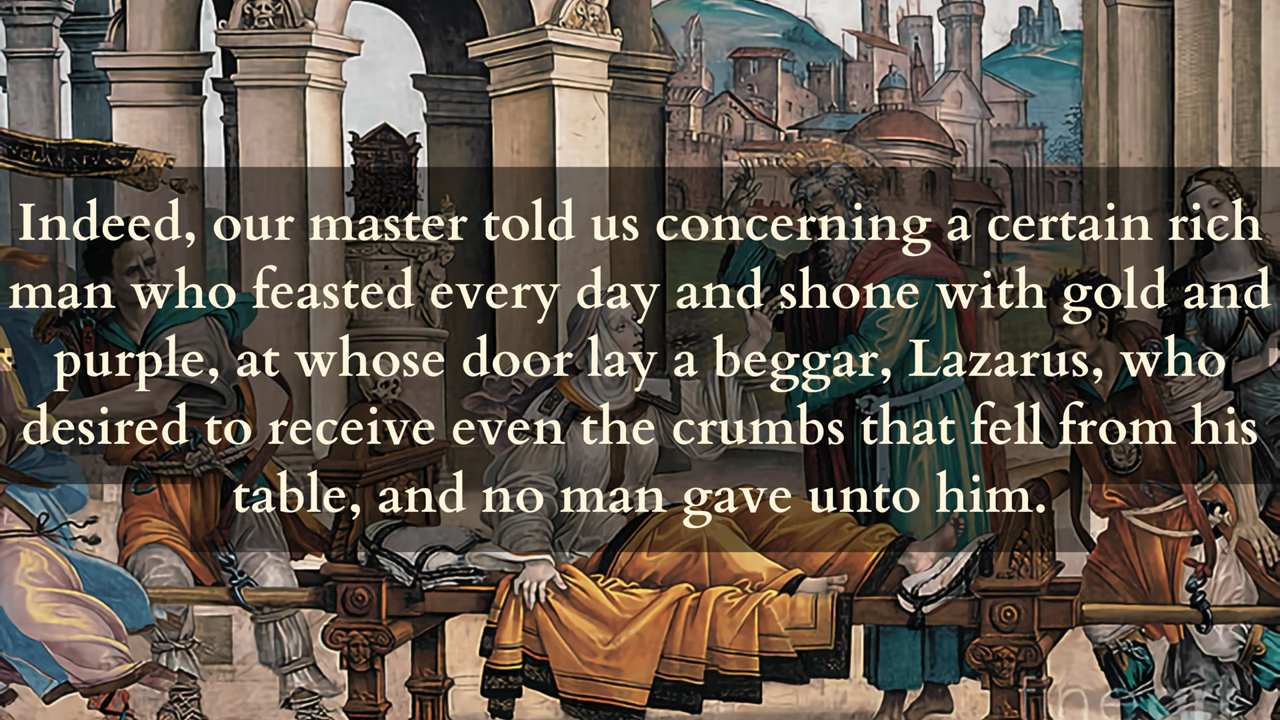 Indeed, our master told us concerning a certain rich
man who feasted every day and shone with gold and
purple, at whose door lay a beggar, Lazarus, who
desired to receive even the crumbs that fell from his
table, and no man gave unto him.